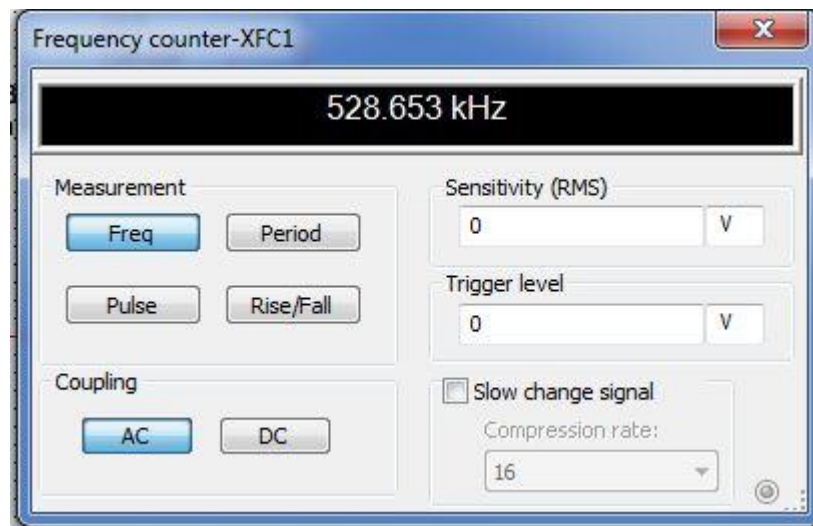 Frequency counter-XFC1
528.653 kHz
Measurement
Freq
Period
Pulse
Rise/Fall
Coupling
AC
DC
Sensitivity (RMS)
0
V
Trigger level
0
V
Slow change signal
Compression rate:
16